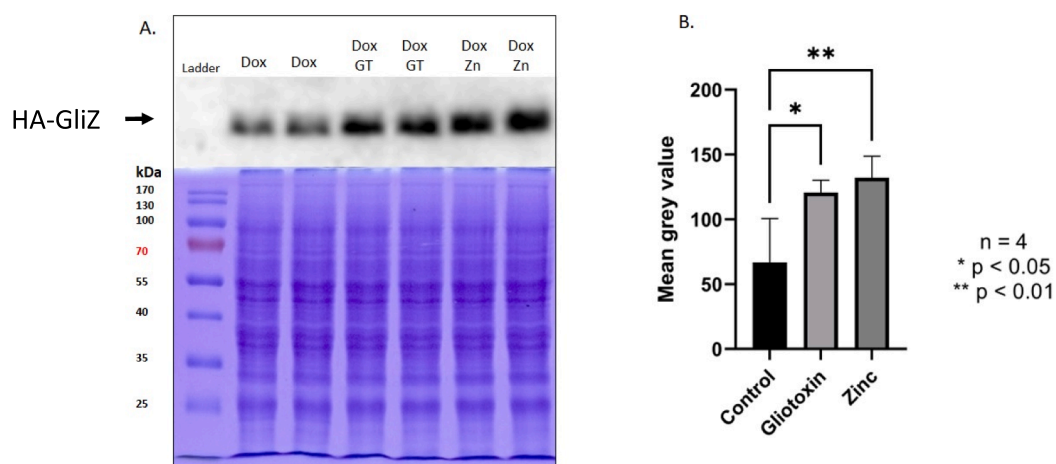 A.
Ladder Dox Dox Dox GT Dox GT Dox Zn Dox Zn
HA-GliZ
kDa
170
130
100
70
55
40
35
25
B.
**
*
Mean grey value
200
150
100
50
0
Control
Gliotoxin
Zinc
n = 4
* p < 0.05
** p < 0.01